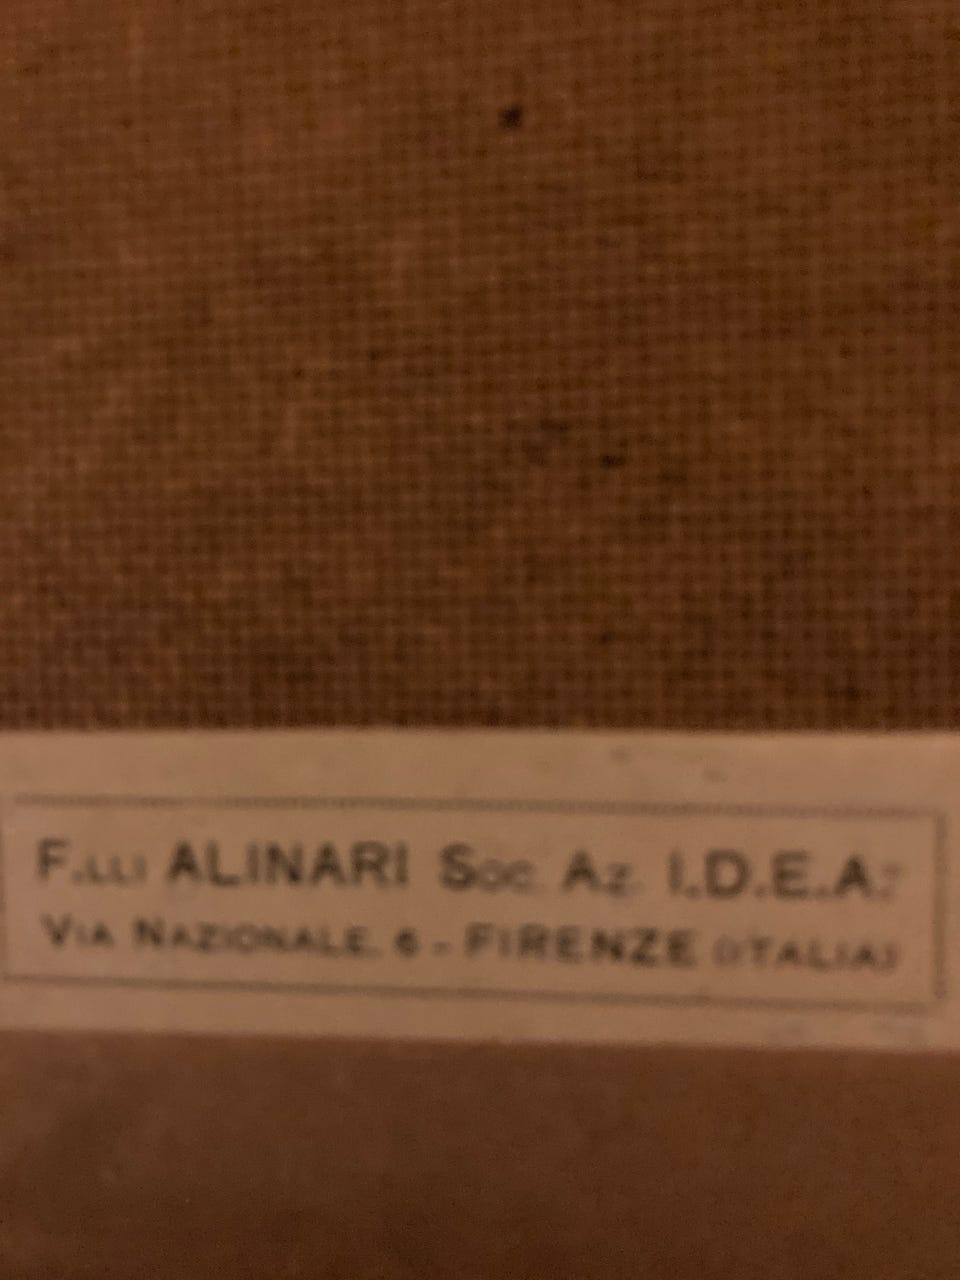 F.LLI ALINARI Soc. Az. I.D.E.A.
VIA NAZIONALE, 6 - FIRENZE (ITALIA)